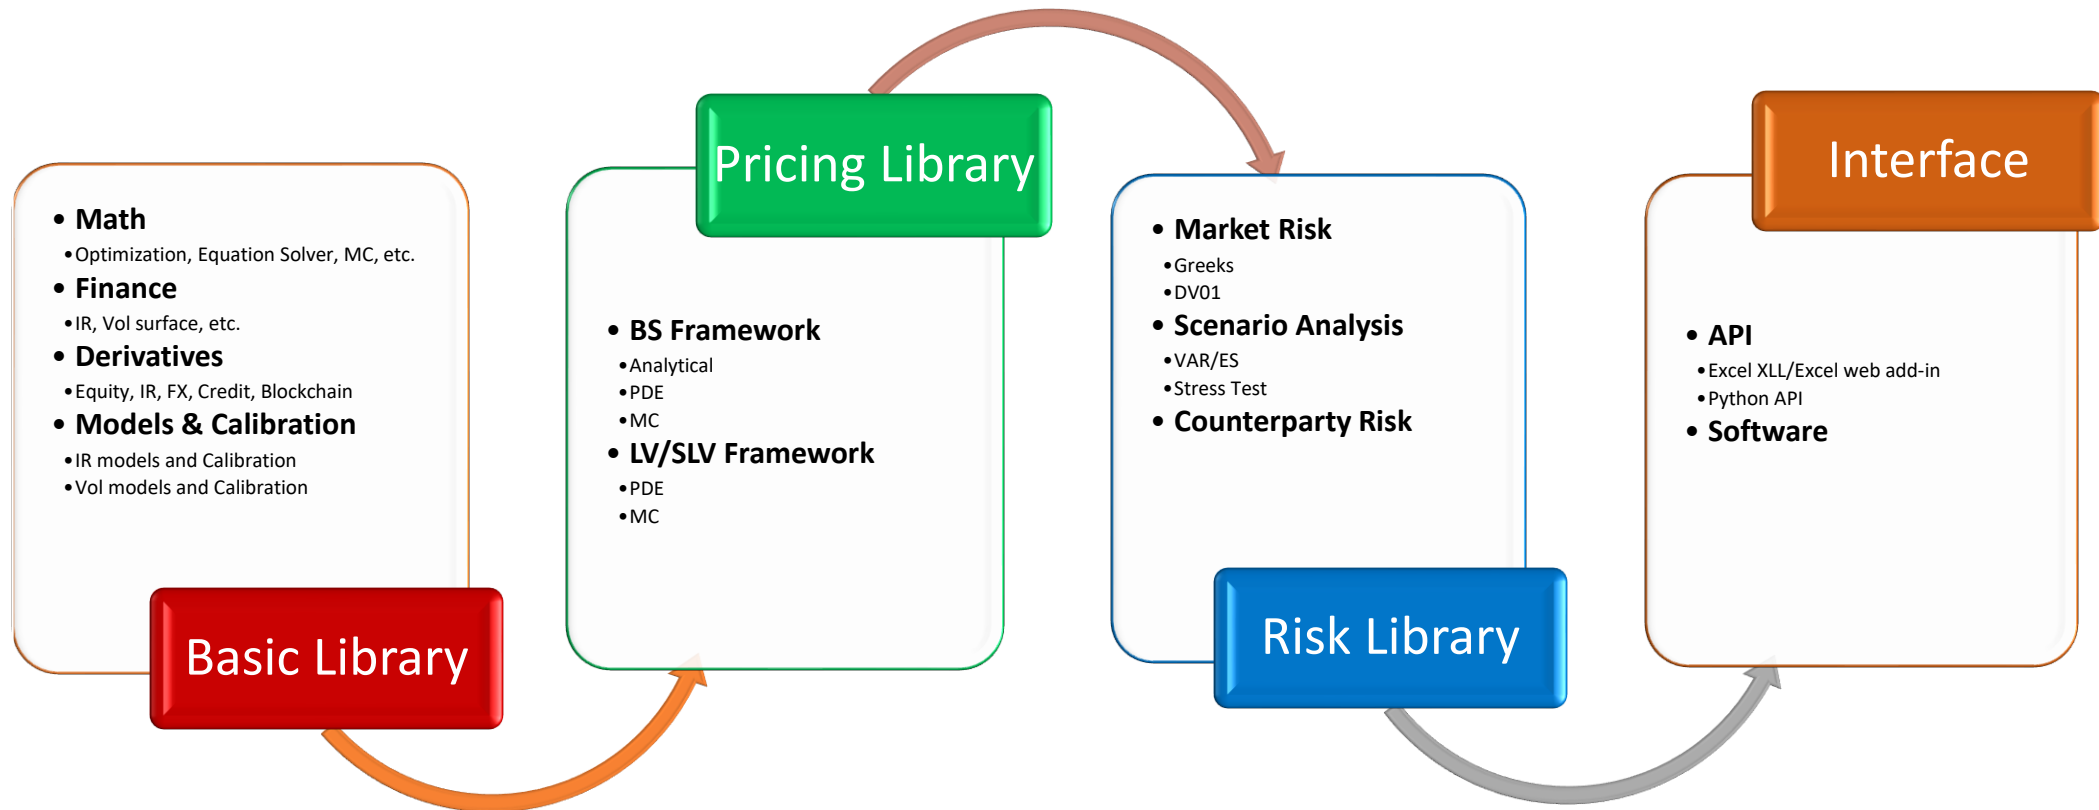 • Math
•Optimization, Equation Solver, MC, etc.
• Finance
•IR, Vol surface, etc.
• Derivatives
•Equity, IR, FX, Credit, Blockchain
• Models & Calibration
•IR models and Calibration
•Vol models and Calibration
Basic Library
Pricing Library
• BS Framework
•Analytical
•PDE
•MC
• LV/SLV Framework
•PDE
•MC
• Market Risk
•Greeks
•DV01
• Scenario Analysis
•VAR/ES
•Stress Test
• Counterparty Risk
Risk Library
Interface
• API
•Excel XLL/Excel web add-in
•Python API
• Software